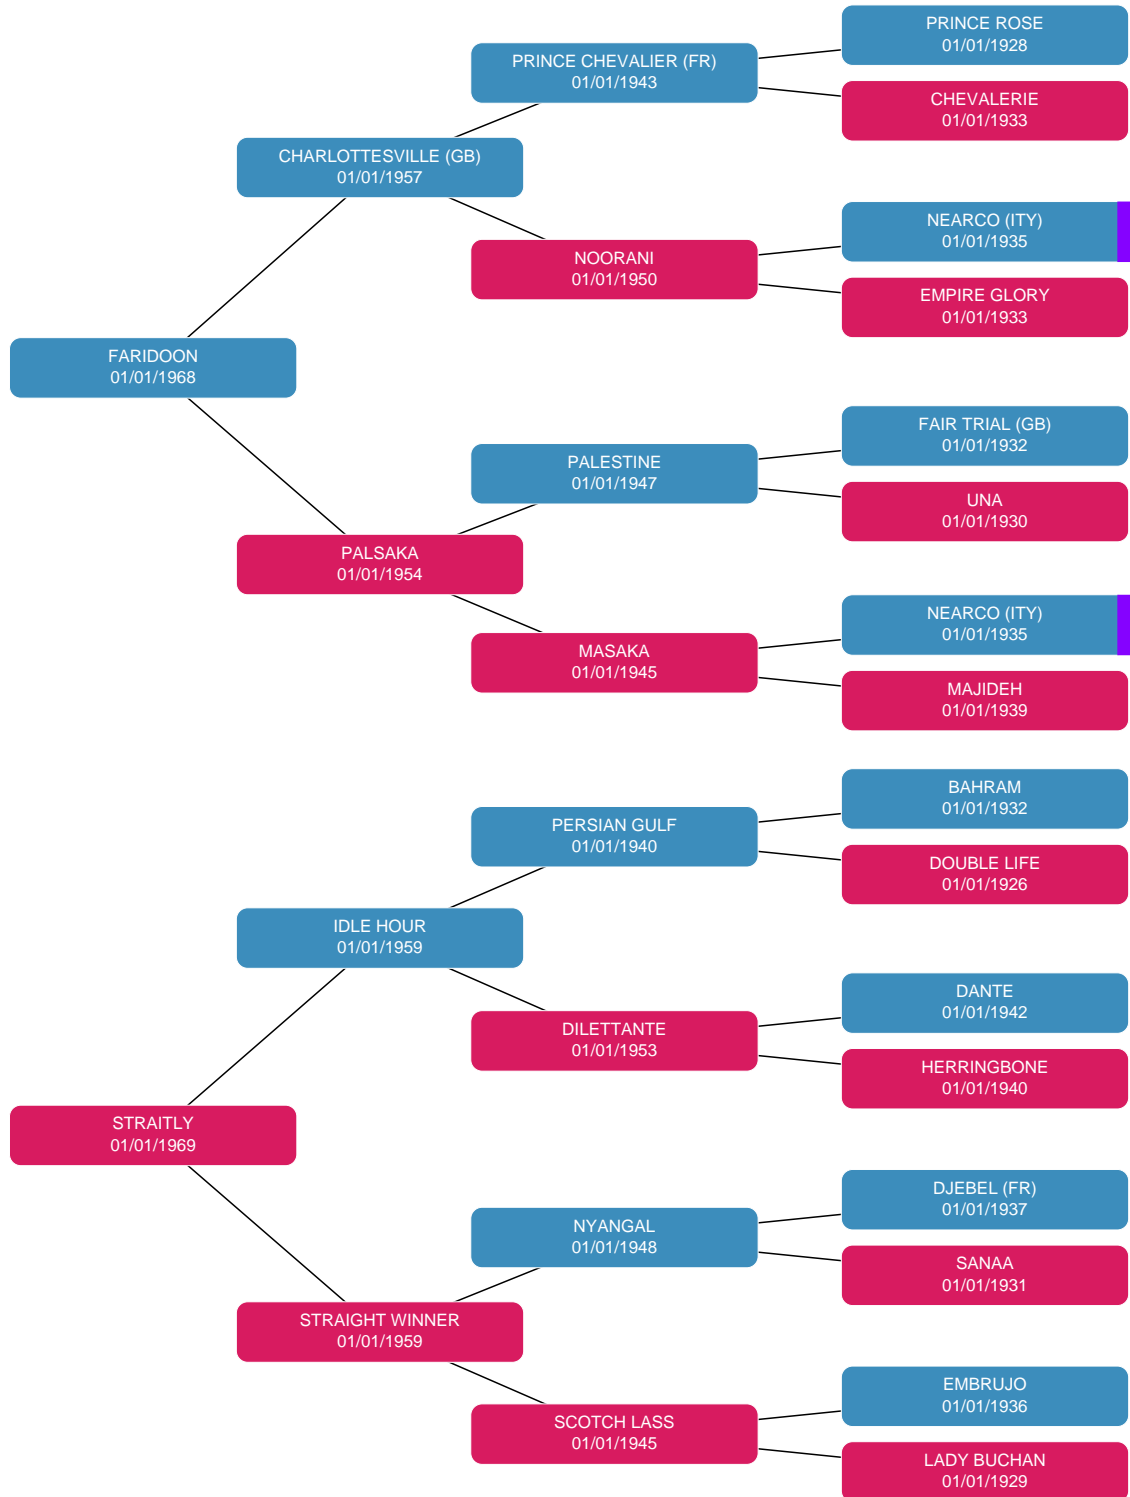 PRINCE ROSE
01/01/1928
PRINCE CHEVALIER (FR)
01/01/1943
CHEVALERIE
01/01/1933
CHARLOTTESVILLE (GB)
01/01/1957
NEARCO (ITY)
01/01/1935
NOORANI
01/01/1950
EMPIRE GLORY
01/01/1933
FARIDOON
01/01/1968
FAIR TRIAL (GB)
01/01/1932
PALESTINE
01/01/1947
UNA
01/01/1930
PALSAKA
01/01/1954
NEARCO (ITY)
01/01/1935
MASAKA
01/01/1945
MAJIDEH
01/01/1939
BAHRAM
01/01/1932
PERSIAN GULF
01/01/1940
DOUBLE LIFE
01/01/1926
IDLE HOUR
01/01/1959
DANTE
01/01/1942
DILETTANTE
01/01/1953
HERRINGBONE
01/01/1940
STRAITLY
01/01/1969
DJEBEL (FR)
01/01/1937
NYANGAL
01/01/1948
SANAA
01/01/1931
STRAIGHT WINNER
01/01/1959
EMBRUJO
01/01/1936
SCOTCH LASS
01/01/1945
LADY BUCHAN
01/01/1929